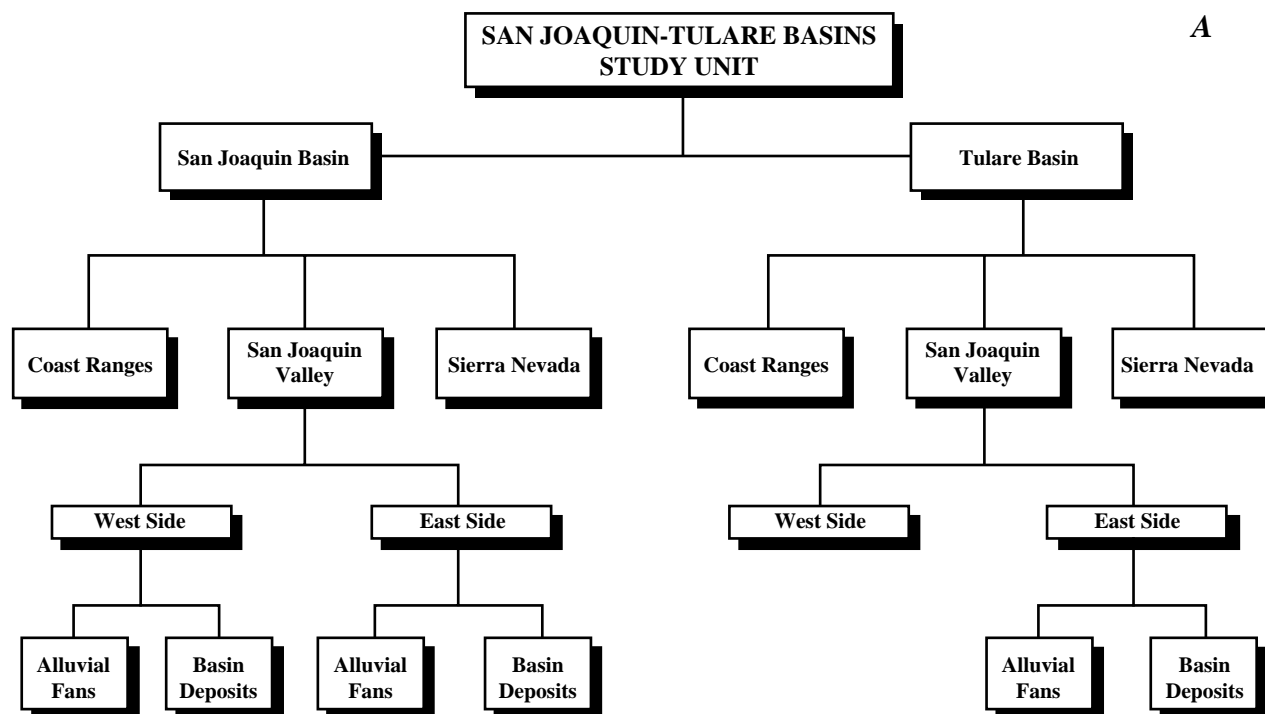 A
SAN JOAQUIN-TULARE BASINS
STUDY UNIT
San Joaquin Basin
Tulare Basin
Coast Ranges
San Joaquin
Valley
Sierra Nevada
Coast Ranges
San Joaquin
Valley
Sierra Nevada
West Side
East Side
West Side
East Side
Alluvial
Fans
Basin
Deposits
Alluvial
Fans
Basin
Deposits
Alluvial
Fans
Basin
Deposits